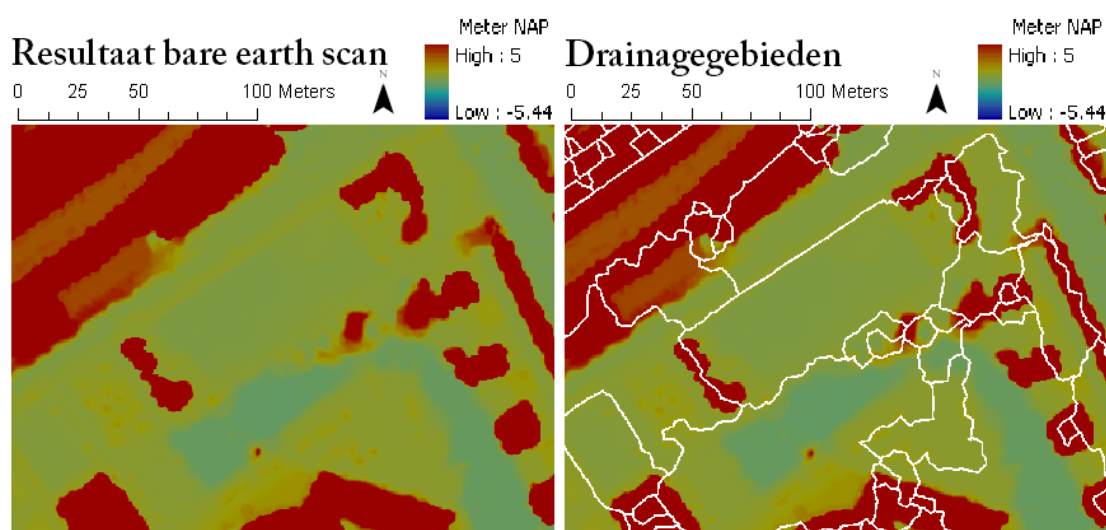 Meter NAP
Resultaat bare earth scan
High : 5
N
0 25 50 100 Meters
Low : -5.44
Meter NAP
Drainagegebieden
High : 5
N
0 25 50 100 Meters
Low : -5.44